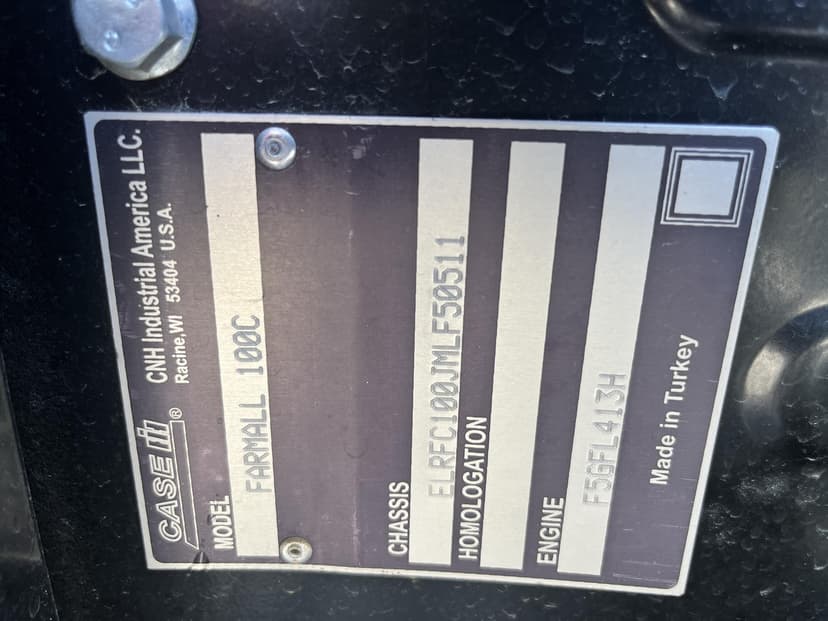 CASE IH®
CNH Industrial America LLC.
Racine,WI 53404 U.S.A.
MODEL
FARMALL 100C
CHASSIS
ELRFC100JMLF50511
HOMOLOGATION
ENGINE
F5GFL413H
Made in Turkey